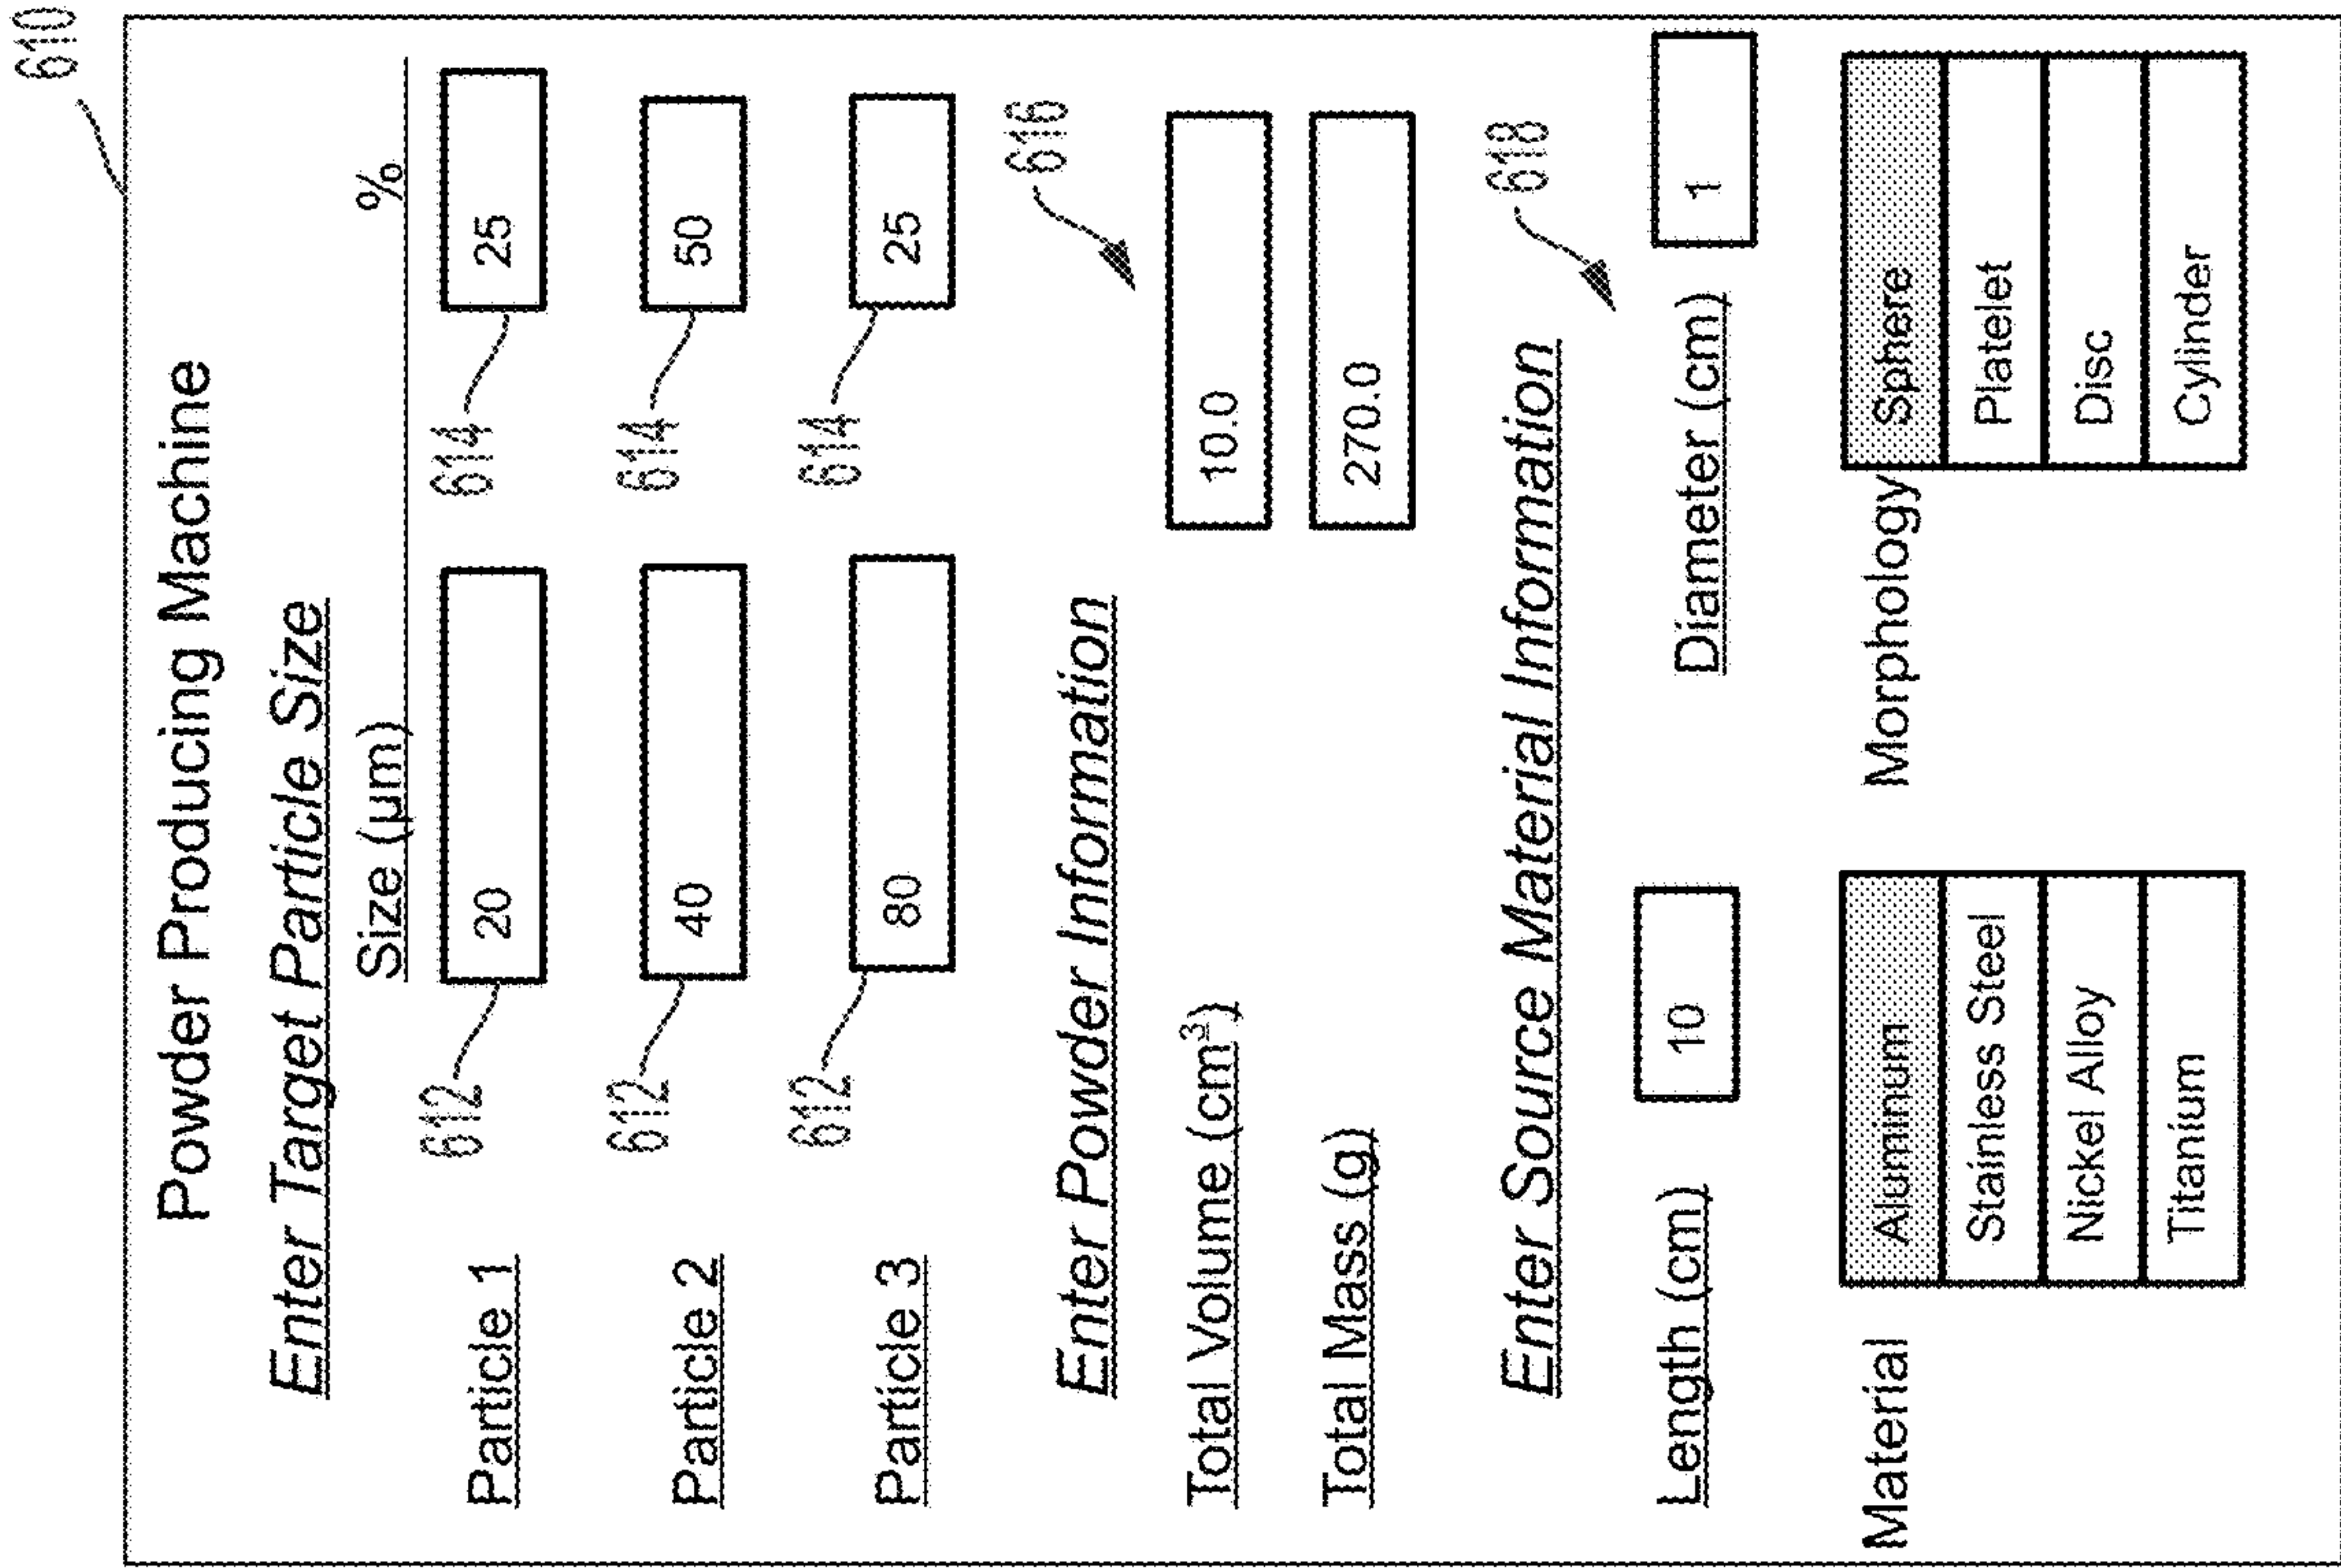 610
Powder Producing Machine
Enter Target Particle Size
Size (µm) %
Particle 1 612 20 614 25
Particle 2 612 40 614 50
Particle 3 612 80 614 25
Enter Powder Information 616
Total Volume (cm³) 10.0
Total Mass (g) 270.0
Enter Source Material Information 618
Length (cm) 10 Diameter (cm) 1
Material Aluminum Morphology Sphere
Stainless Steel Platelet
Nickel Alloy Disc
Titanium Cylinder